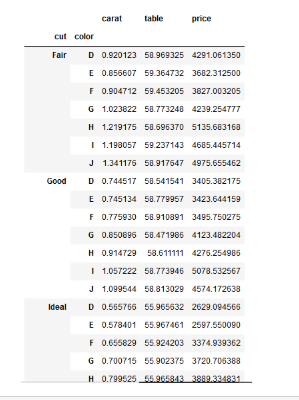 carat table price
cut color
Fair D 0.920123 58.969325 4291.061350
E 0.856607 59.364732 3682.312500
F 0.904712 59.453205 3827.003205
G 1.023822 58.773248 4239.254777
H 1.219175 58.696370 5135.683168
I 1.198057 59.237143 4685.445714
J 1.341176 58.917647 4975.655462
Good D 0.744517 58.541541 3405.382175
E 0.745134 58.779957 3423.644159
F 0.775930 58.910891 3495.750275
G 0.850896 58.471986 4123.482204
H 0.914729 58.611111 4276.254986
I 1.057222 58.773946 5078.532567
J 1.099544 58.813029 4574.172638
Ideal D 0.565766 55.965632 2629.094566
E 0.578401 55.967461 2597.550090
F 0.655829 55.924203 3374.939362
G 0.700715 55.902375 3720.706388
H 0.799525 55.965843 3889.334831